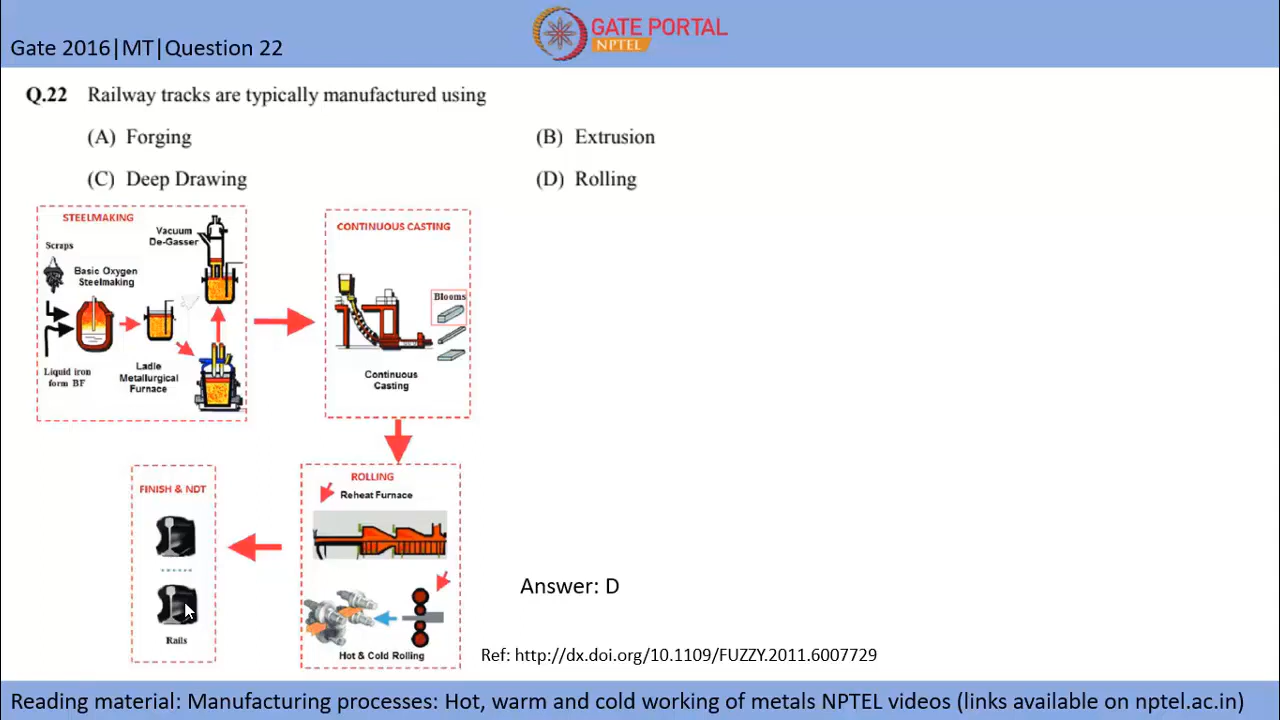 Gate 2016|MT|Question 22
GATE PORTAL
NPTEL
Q.22 Railway tracks are typically manufactured using
(A) Forging
(B) Extrusion
(C) Deep Drawing
(D) Rolling
STEELMAKING
Scraps
Vacuum
De-Gasser
Basic Oxygen
Steelmaking
Liquid iron
form BF
Ladle
Metallurgical
Furnace
CONTINUOUS CASTING
Blooms
Continuous
Casting
ROLLING
Reheat Furnace
Hot & Cold Rolling
FINISH & NDT
Rails
Answer: D
Ref: http://dx.doi.org/10.1109/FUZZY.2011.6007729
Reading material: Manufacturing processes: Hot, warm and cold working of metals NPTEL videos (links available on nptel.ac.in)